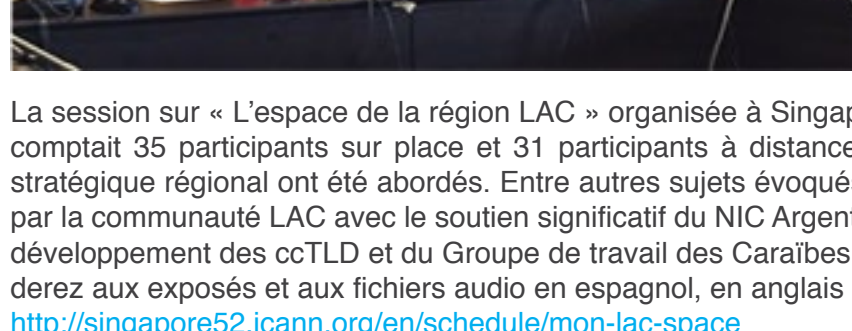 La session sur « L'espace de la région LAC » organisée à
comptait 35 participants sur place et 31 participants à distance
stratégique régional ont été abordés. Entre autres sujets
par la communauté LAC avec le soutien significatif du NIC
développement des ccTLD et du Groupe de travail des Caraïbes
derez aux exposés et aux fichiers audio en espagnol, en anglais
http://singapore52.icann.org/en/schedule/mon-lac-space